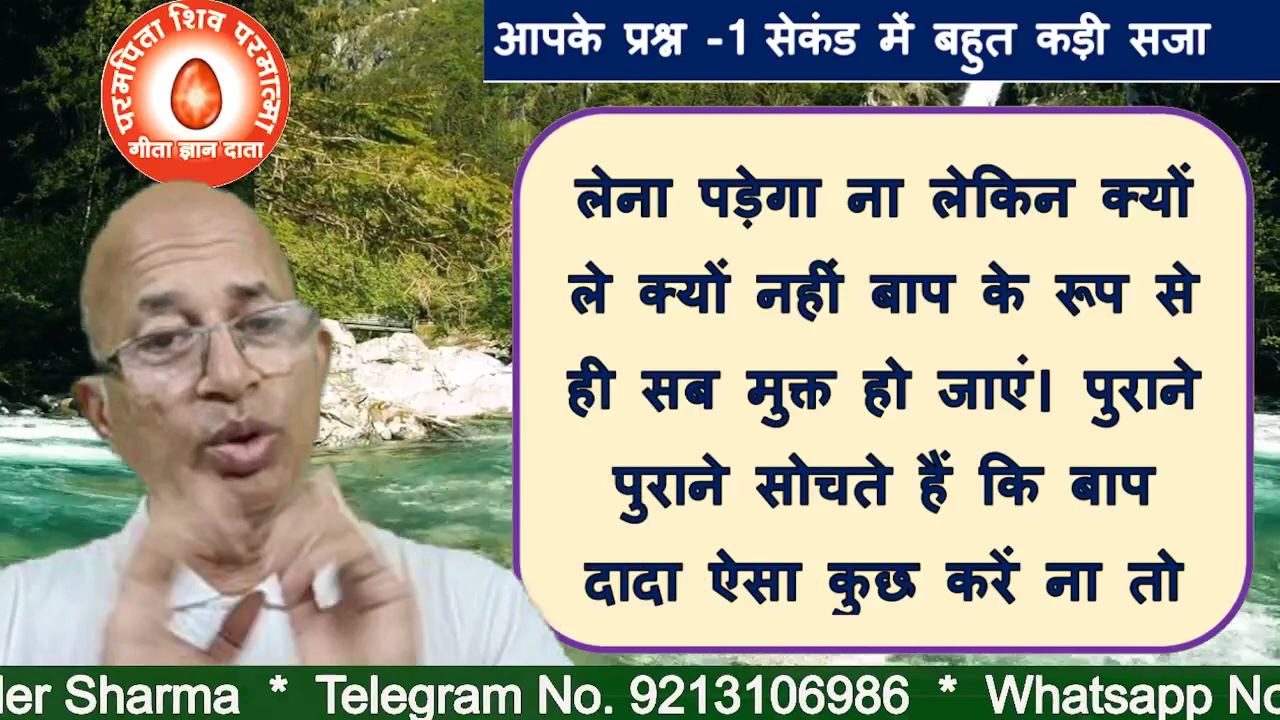 परमपिता शिव परमात्मा
गीता ज्ञान दाता
आपके प्रश्न -1 सेकंड में बहुत कड़ी सजा
लेना पड़ेगा ना लेकिन क्यों
ले क्यों नहीं बाप के रूप से
ही सब मुक्त हो जाएं। पुराने
पुराने सोचते हैं कि बाप
दादा ऐसा कुछ करें ना तो
der Sharma * Telegram No. 9213106986 * Whatsapp No